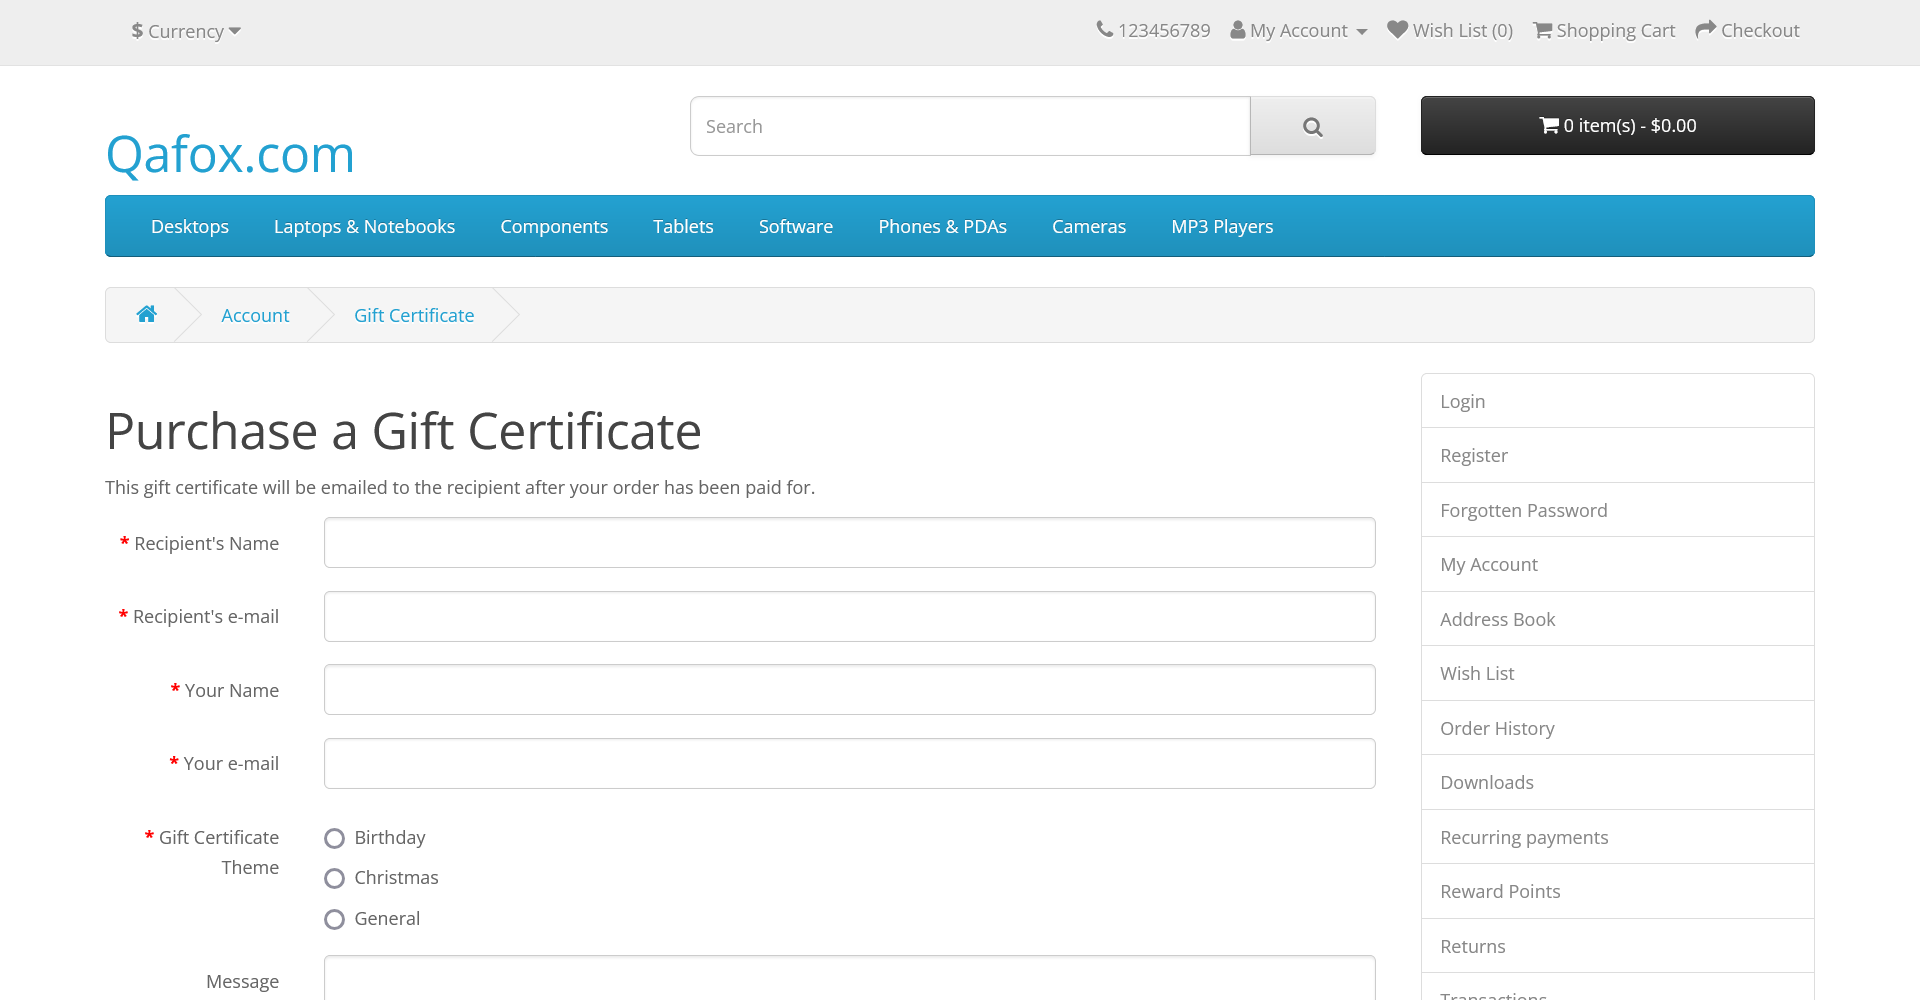 $ Currency
123456789 My Account Wish List (0) Shopping Cart Checkout
Qafox.com
Search
0 item(s) - $0.00
Desktops Laptops & Notebooks Components Tablets Software Phones & PDAs Cameras MP3 Players
Account Gift Certificate
Purchase a Gift Certificate
This gift certificate will be emailed to the recipient after your order has been paid for.
* Recipient's Name
* Recipient's e-mail
* Your Name
* Your e-mail
* Gift Certificate
Theme
Birthday
Christmas
General
Message
Login
Register
Forgotten Password
My Account
Address Book
Wish List
Order History
Downloads
Recurring payments
Reward Points
Returns
Transactions